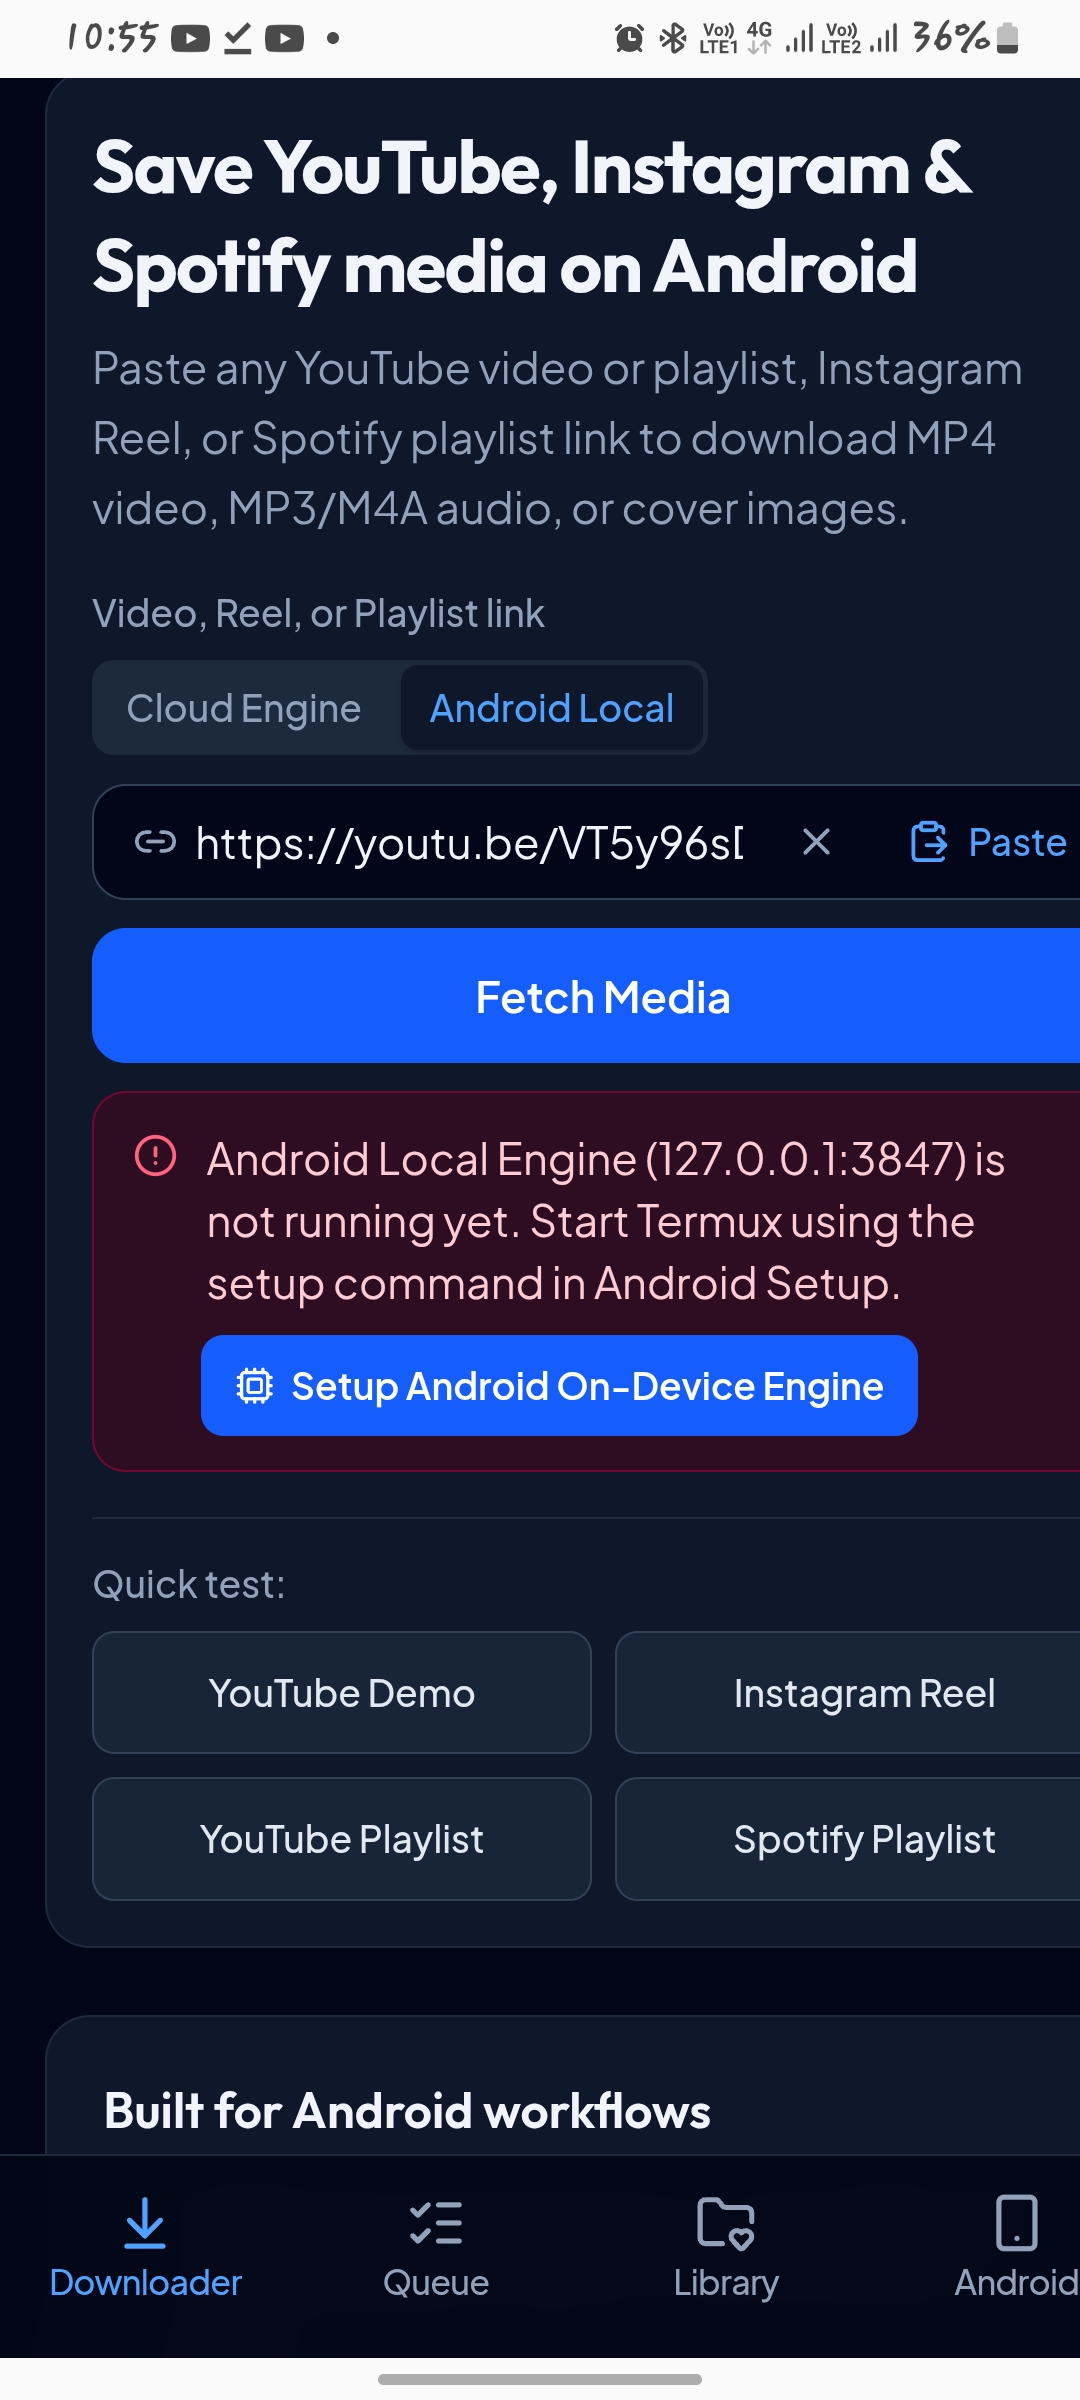 10:55
Vo)) LTE1 4G Vo)) LTE2 36%
Save YouTube, Instagram &
Spotify media on Android
Paste any YouTube video or playlist, Instagram
Reel, or Spotify playlist link to download MP4
video, MP3/M4A audio, or cover images.
Video, Reel, or Playlist link
Cloud Engine Android Local
https://youtu.be/VT5y96s Paste
Fetch Media
Android Local Engine (127.0.0.1:3847) is
not running yet. Start Termux using the
setup command in Android Setup.
Setup Android On-Device Engine
Quick test:
YouTube Demo Instagram Reel
YouTube Playlist Spotify Playlist
Built for Android workflows
Downloader Queue Library Android